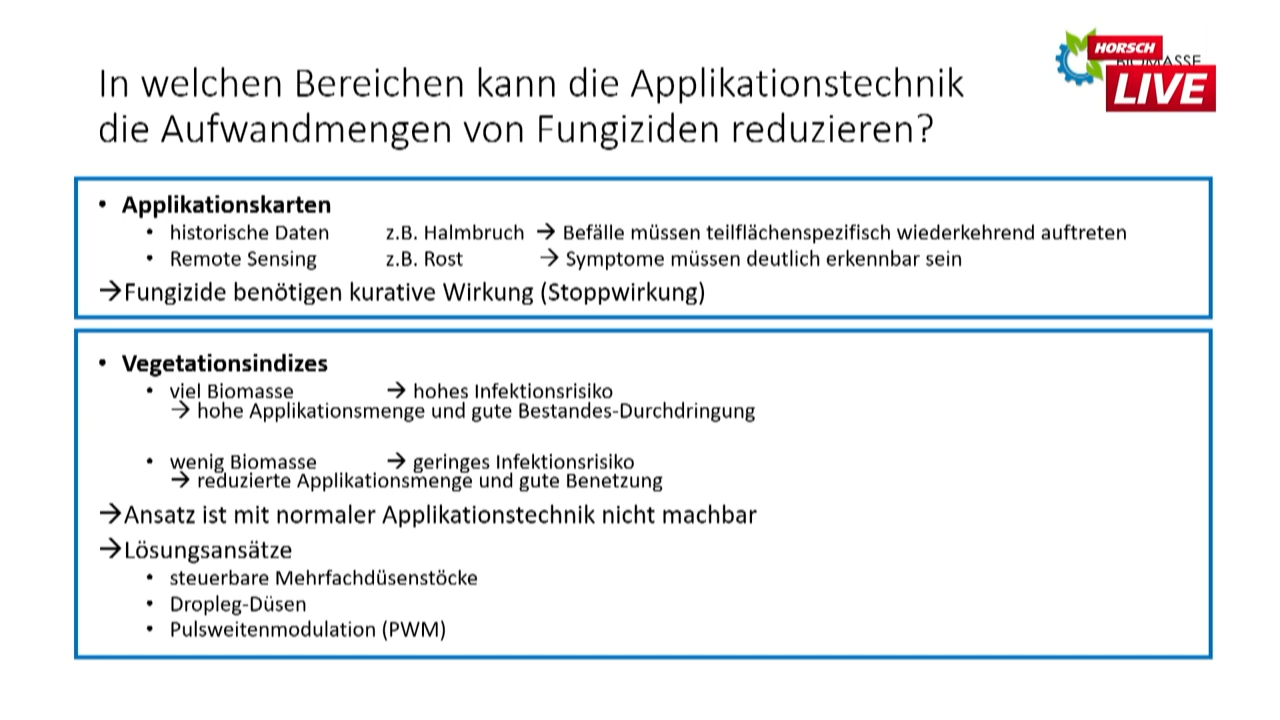 HORSCH
LIVE
In welchen Bereichen kann die Applikationstechnik
die Aufwandmengen von Fungiziden reduzieren?
• Applikationskarten
• historische Daten z.B. Halmbruch → Befälle müssen teilflächenspezifisch wiederkehrend auftreten
• Remote Sensing z.B. Rost → Symptome müssen deutlich erkennbar sein
→Fungizide benötigen kurative Wirkung (Stoppwirkung)
• Vegetationsindizes
• viel Biomasse → hohes Infektionsrisiko
→ hohe Applikationsmenge und gute Bestandes-Durchdringung
• wenig Biomasse → geringes Infektionsrisiko
→ reduzierte Applikationsmenge und gute Benetzung
→Ansatz ist mit normaler Applikationstechnik nicht machbar
→Lösungsansätze
• steuerbare Mehrfachdüsenstöcke
• Dropleg-Düsen
• Pulsweitenmodulation (PWM)